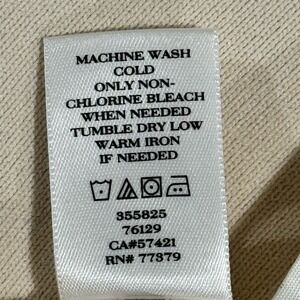 MACHINE WASH
COLD
ONLY NON-
CHLORINE BLEACH
WHEN NEEDED
TUMBLE DRY LOW
WARM IRON
IF NEEDED
355825
76129
CA#57421
RN# 77379